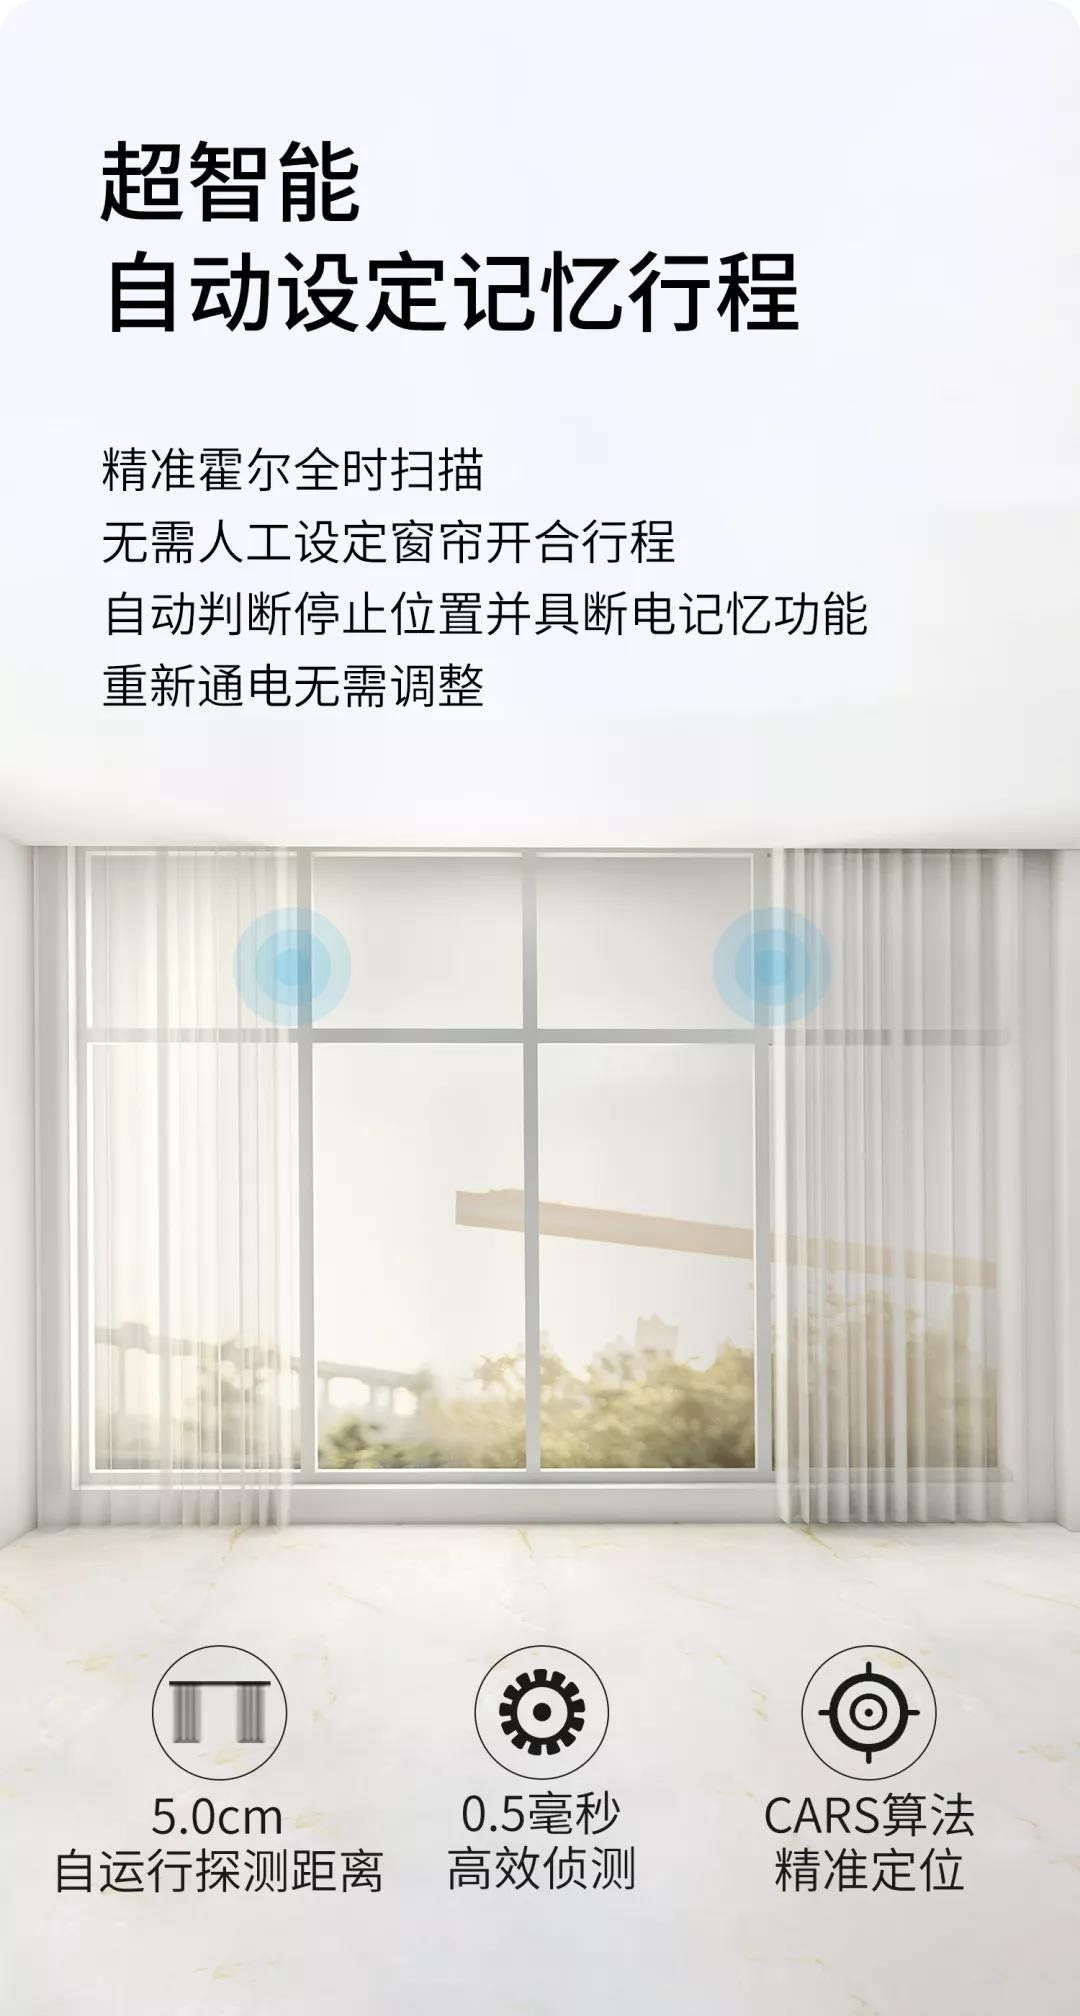 超智能
自动设定记忆行程
精准霍尔全时扫描
无需人工设定窗帘开合行程
自动判断停止位置并具断电记忆功能
重新通电无需调整
5.0cm
自运行探测距离
0.5毫秒
高效侦测
CARS算法
精准定位